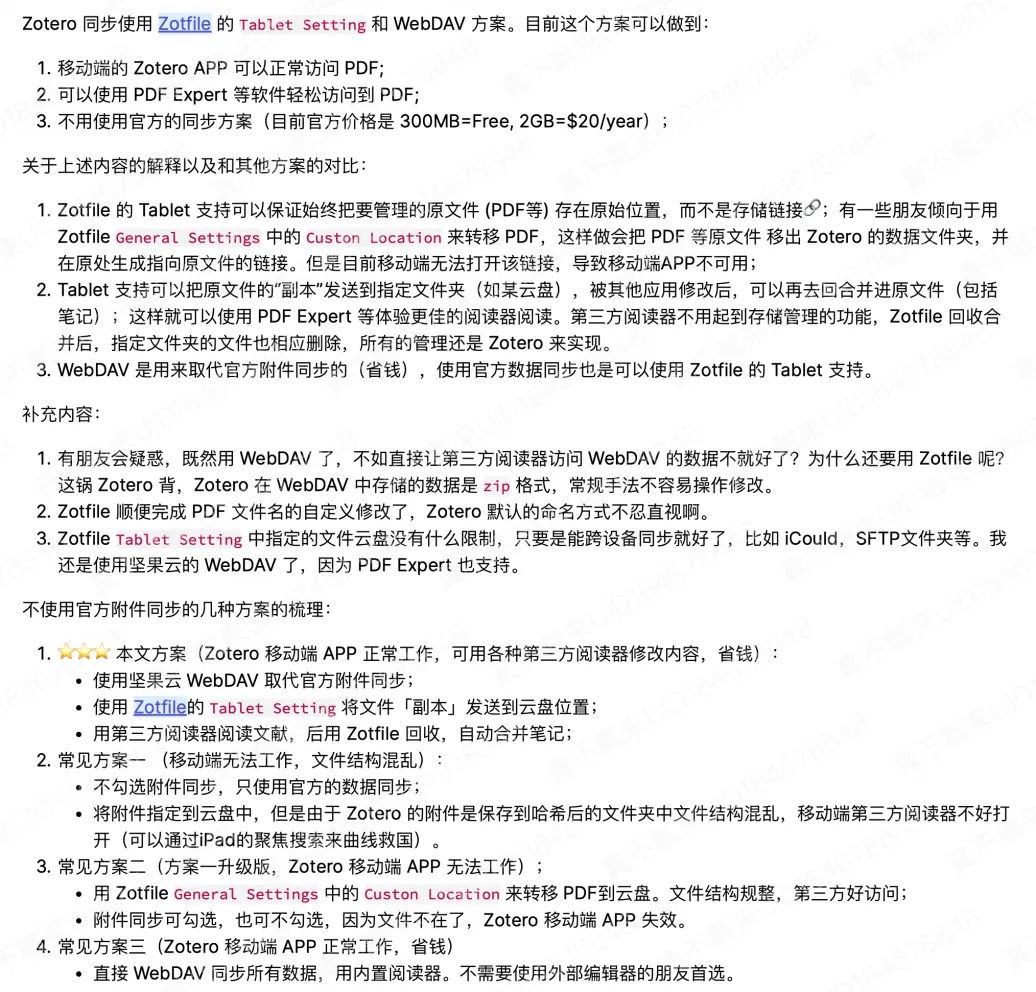 Zotero 同步使用 Zotfile 的 Tablet Setting 和 WebDAV 方案。目前这个方案可以做到：
1. 移动端的 Zotero APP 可以正常访问 PDF;
2. 可以使用 PDF Expert 等软件轻松访问到 PDF;
3. 不用使用官方的同步方案（目前官方价格是 300MB=Free, 2GB=$20/year）；
关于上述内容的解释以及和其他方案的对比：
1. Zotfile 的 Tablet 支持可以保证始终把要管理的原文件 (PDF等) 存在原始位置，而不是存储链接🔗；有一些朋友倾向于用
Zotfile General Settings 中的 Custon Location 来转移 PDF，这样做会把 PDF 等原文件 移出 Zotero 的数据文件夹，并
在原处生成指向原文件的链接。但是目前移动端无法打开该链接，导致移动端APP不可用；
2. Tablet 支持可以把原文件的“副本”发送到指定文件夹（如某云盘），被其他应用修改后，可以再去回合并进原文件（包括
笔记）；这样就可以使用 PDF Expert 等体验更佳的阅读器阅读。第三方阅读器不用起到存储管理的功能，Zotfile 回收合
并后，指定文件夹的文件也相应删除，所有的管理还是 Zotero 来实现。
3. WebDAV 是用来取代官方附件同步的（省钱），使用官方数据同步也是可以使用 Zotfile 的 Tablet 支持。
补充内容：
1. 有朋友会疑惑，既然用 WebDAV 了，不如直接让第三方阅读器访问 WebDAV 的数据不就好了？为什么还要用 Zotfile 呢？
这锅 Zotero 背，Zotero 在 WebDAV 中存储的数据是 zip 格式，常规手法不容易操作修改。
2. Zotfile 顺便完成 PDF 文件名的自定义修改了，Zotero 默认的命名方式不忍直视啊。
3. Zotfile Tablet Setting 中指定的文件云盘没有什么限制，只要是能跨设备同步就好了，比如 iCould，SFTP文件夹等。我
还是使用坚果云的 WebDAV 了，因为 PDF Expert 也支持。
不使用官方附件同步的几种方案的梳理：
1. ⭐⭐⭐ 本文方案（Zotero 移动端 APP 正常工作，可用各种第三方阅读器修改内容，省钱）：
• 使用坚果云 WebDAV 取代官方附件同步；
• 使用 Zotfile的 Tablet Setting 将文件「副本」发送到云盘位置；
• 用第三方阅读器阅读文献，后用 Zotfile 回收，自动合并笔记；
2. 常见方案一 （移动端无法工作，文件结构混乱）：
• 不勾选附件同步，只使用官方的数据同步；
• 将附件指定到云盘中，但是由于 Zotero 的附件是保存到哈希后的文件夹中文件结构混乱，移动端第三方阅读器不好打
开（可以通过iPad的聚焦搜索来曲线救国）。
3. 常见方案二（方案一升级版，Zotero 移动端 APP 无法工作）；
• 用 Zotfile General Settings 中的 Custon Location 来转移 PDF到云盘。文件结构规整，第三方好访问；
• 附件同步可勾选，也可不勾选，因为文件不在了，Zotero 移动端 APP 失效。
4. 常见方案三（Zotero 移动端 APP 正常工作，省钱）
• 直接 WebDAV 同步所有数据，用内置阅读器。不需要使用外部编辑器的朋友首选。